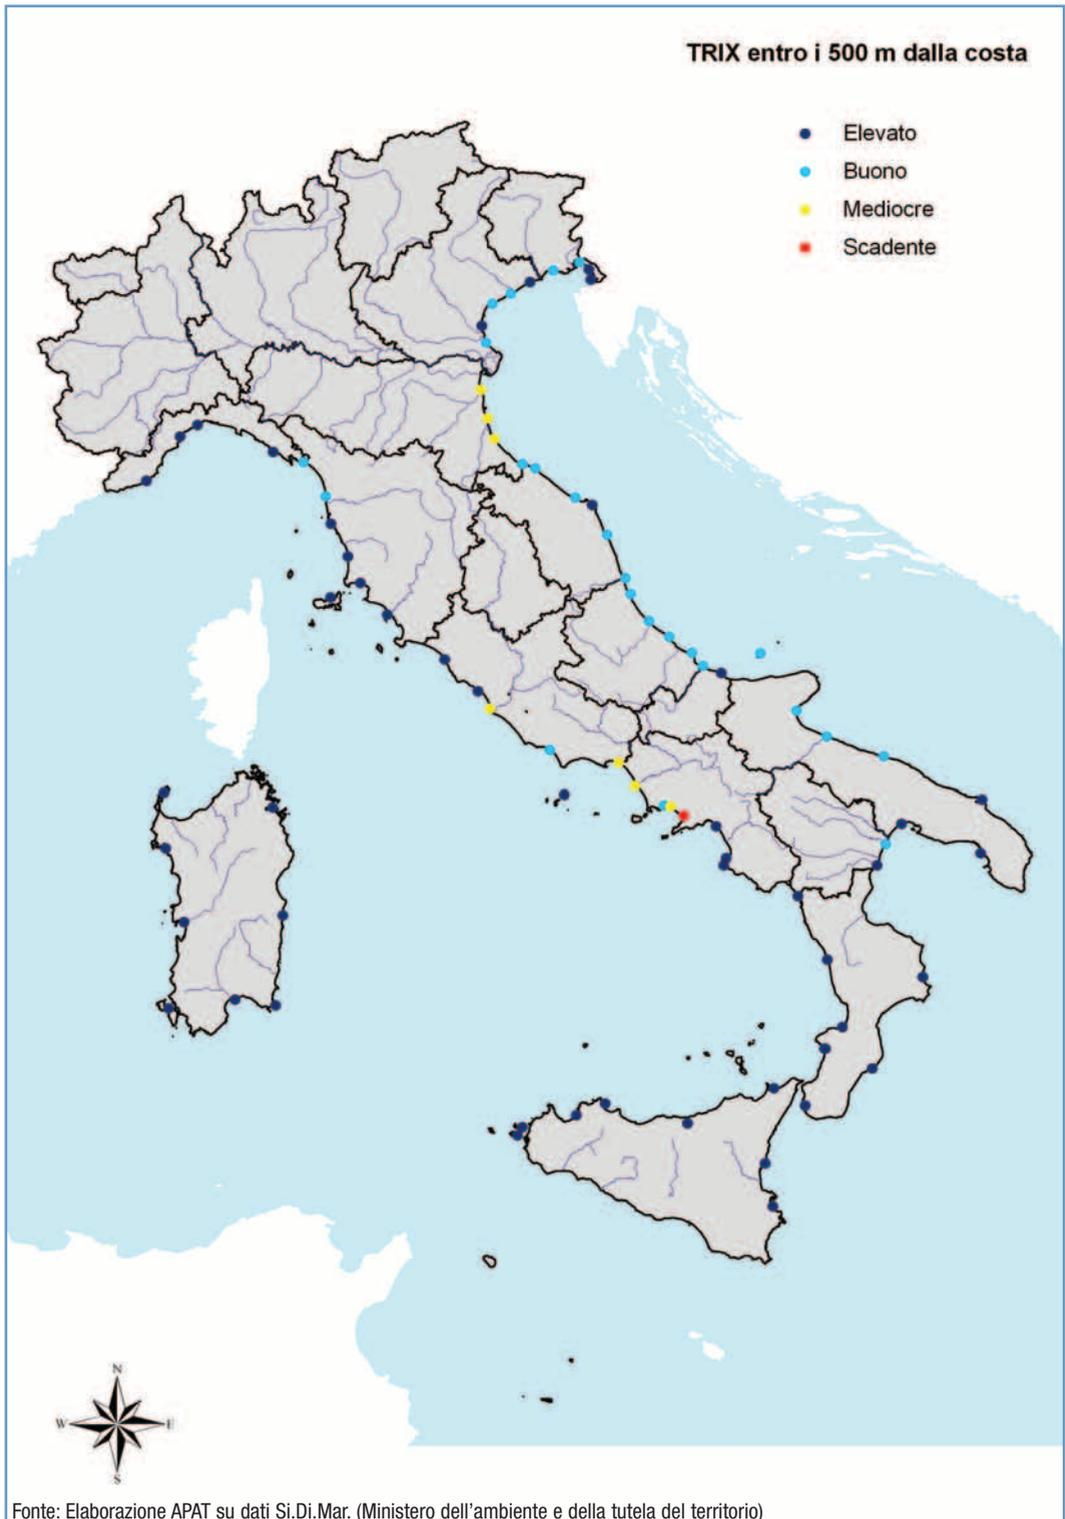 TRIX entro i 500 m dalla costa
Elevato
Buono
Mediocre
Scadente
N
W E
S
Fonte: Elaborazione APAT su dati Si.Di.Mar. (Ministero dell'ambiente e della tutela del territorio)